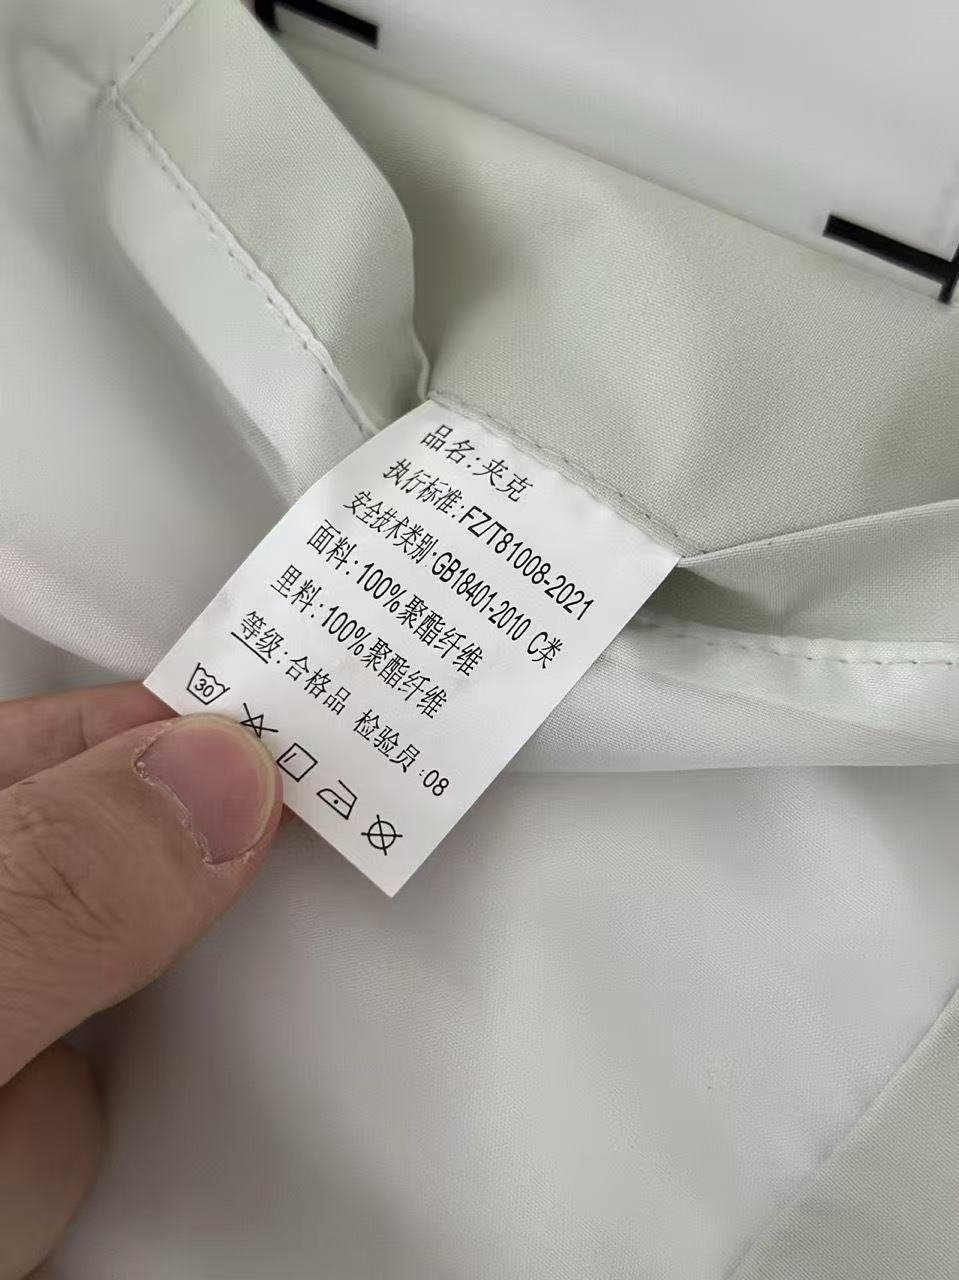 品名:夹克
执行标准:FZ/T81008-2021
安全技术类别:GB18401-2010 C类
面料:100%聚酯纤维
里料:100%聚酯纤维
等级:合格品 检验员:08
30